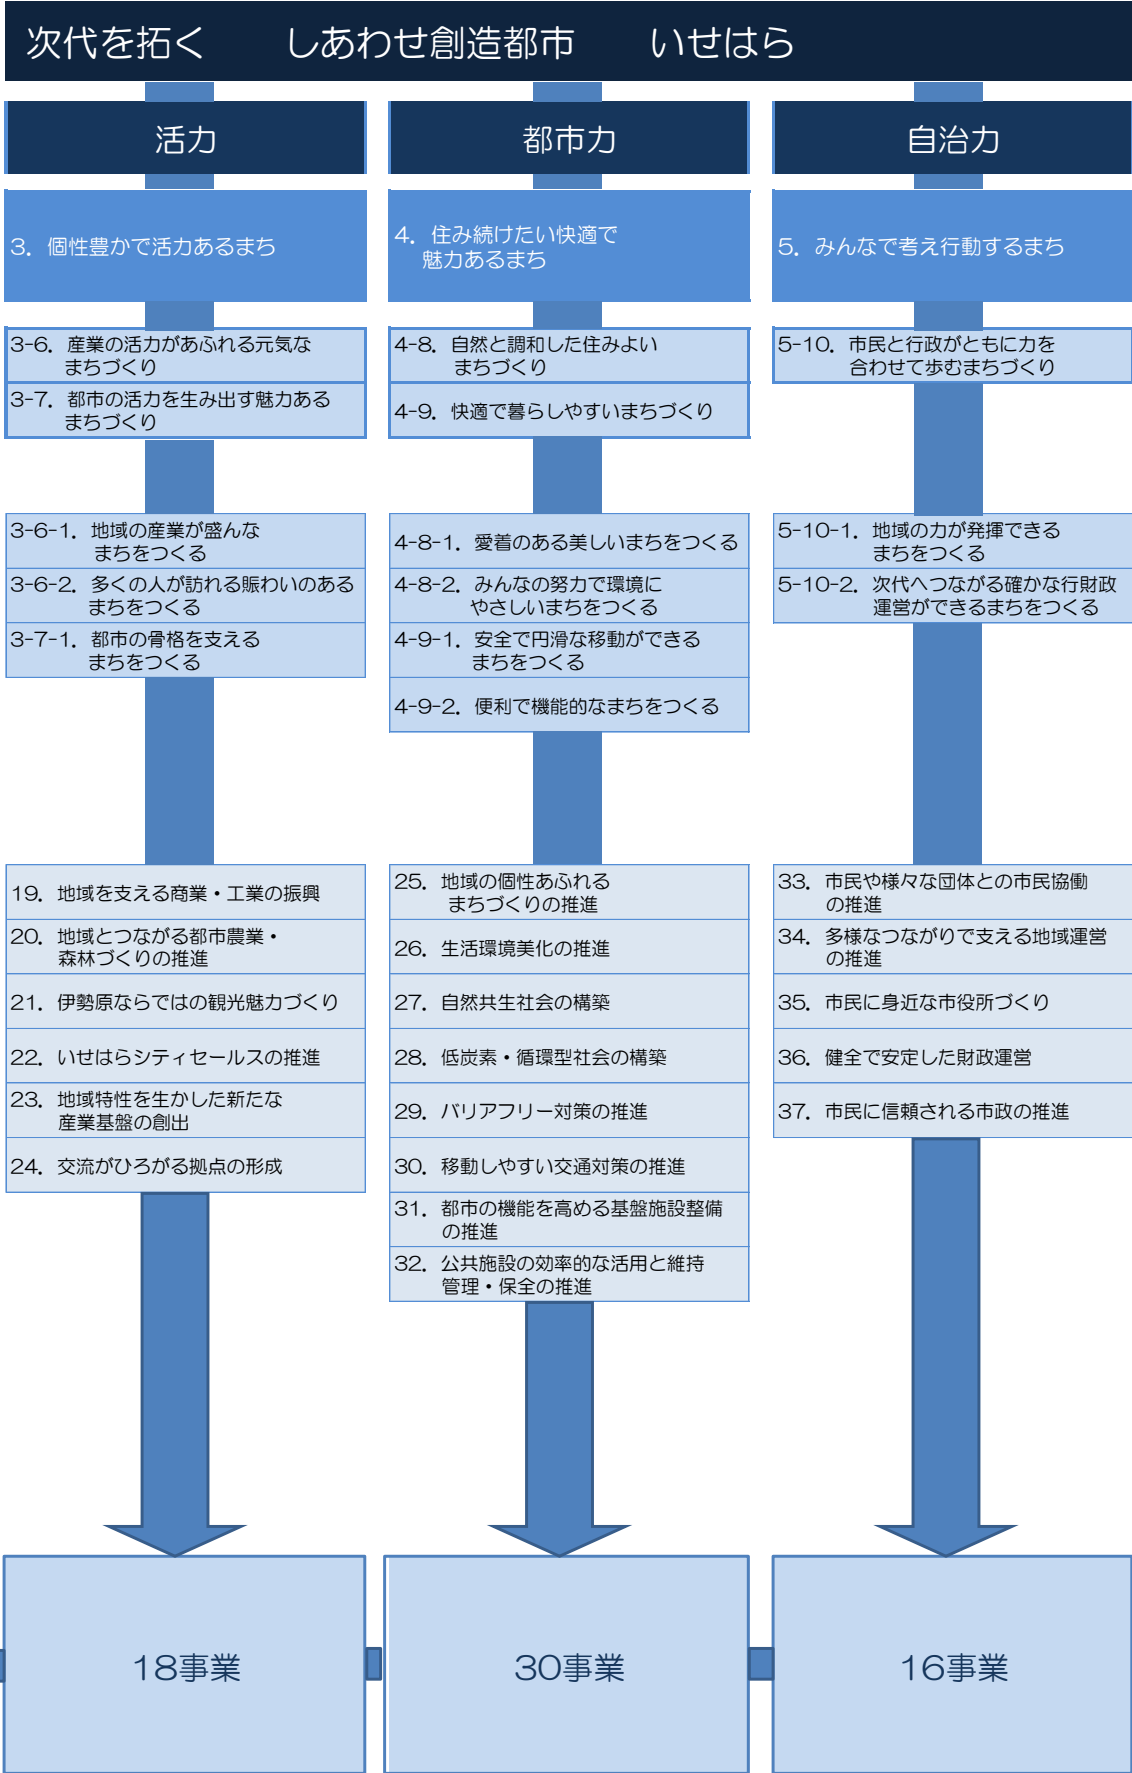 次代を拓く　しあわせ創造都市　いせはら
活力
都市力
自治力
3．個性豊かで活力あるまち
4．住み続けたい快適で
魅力あるまち
5．みんなで考え行動するまち
3-6．産業の活力があふれる元気な
まちづくり
3-7．都市の活力を生み出す魅力ある
まちづくり
4-8．自然と調和した住みよい
まちづくり
4-9．快適で暮らしやすいまちづくり
5-10．市民と行政がともに力を
合わせて歩むまちづくり
3-6-1．地域の産業が盛んな
まちをつくる
3-6-2．多くの人が訪れる賑わいのある
まちをつくる
3-7-1．都市の骨格を支える
まちをつくる
4-8-1．愛着のある美しいまちをつくる
4-8-2．みんなの努力で環境に
やさしいまちをつくる
4-9-1．安全で円滑な移動ができる
まちをつくる
4-9-2．便利で機能的なまちをつくる
5-10-1．地域の力が発揮できる
まちをつくる
5-10-2．次代へつながる確かな行財政
運営ができるまちをつくる
19．地域を支える商業・工業の振興
20．地域とつながる都市農業・
森林づくりの推進
21．伊勢原ならではの観光魅力づくり
22．いせはらシティセールスの推進
23．地域特性を生かした新たな
産業基盤の創出
24．交流がひろがる拠点の形成
25．地域の個性あふれる
まちづくりの推進
26．生活環境美化の推進
27．自然共生社会の構築
28．低炭素・循環型社会の構築
29．バリアフリー対策の推進
30．移動しやすい交通対策の推進
31．都市の機能を高める基盤施設整備
の推進
32．公共施設の効率的な活用と維持
管理・保全の推進
33．市民や様々な団体との市民協働
の推進
34．多様なつながりで支える地域運営
の推進
35．市民に身近な市役所づくり
36．健全で安定した財政運営
37．市民に信頼される市政の推進
18事業
30事業
16事業